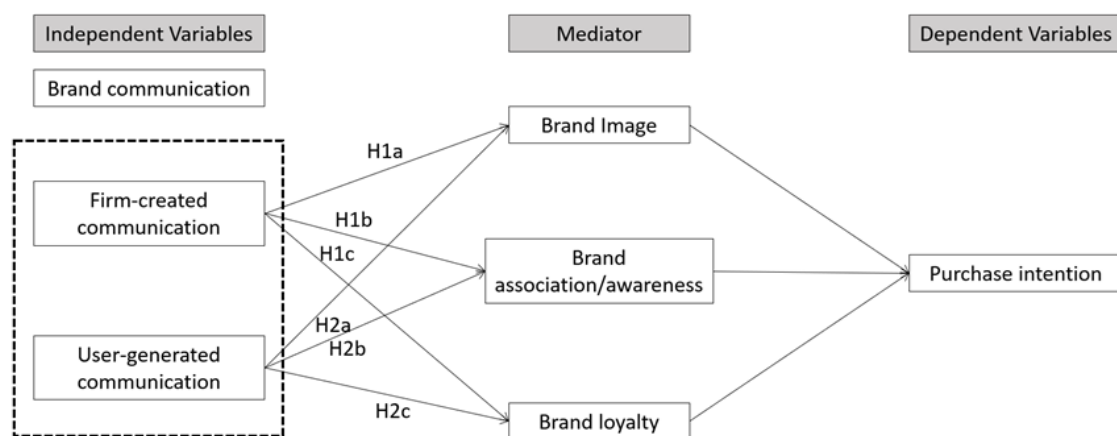 Independent Variables
Mediator
Dependent Variables
Brand communication
Brand Image
H1a
Firm-created
communication
H1b
H1c
Brand
association/awareness
Purchase intention
H2a
H2b
User-generated
communication
H2c
Brand loyalty